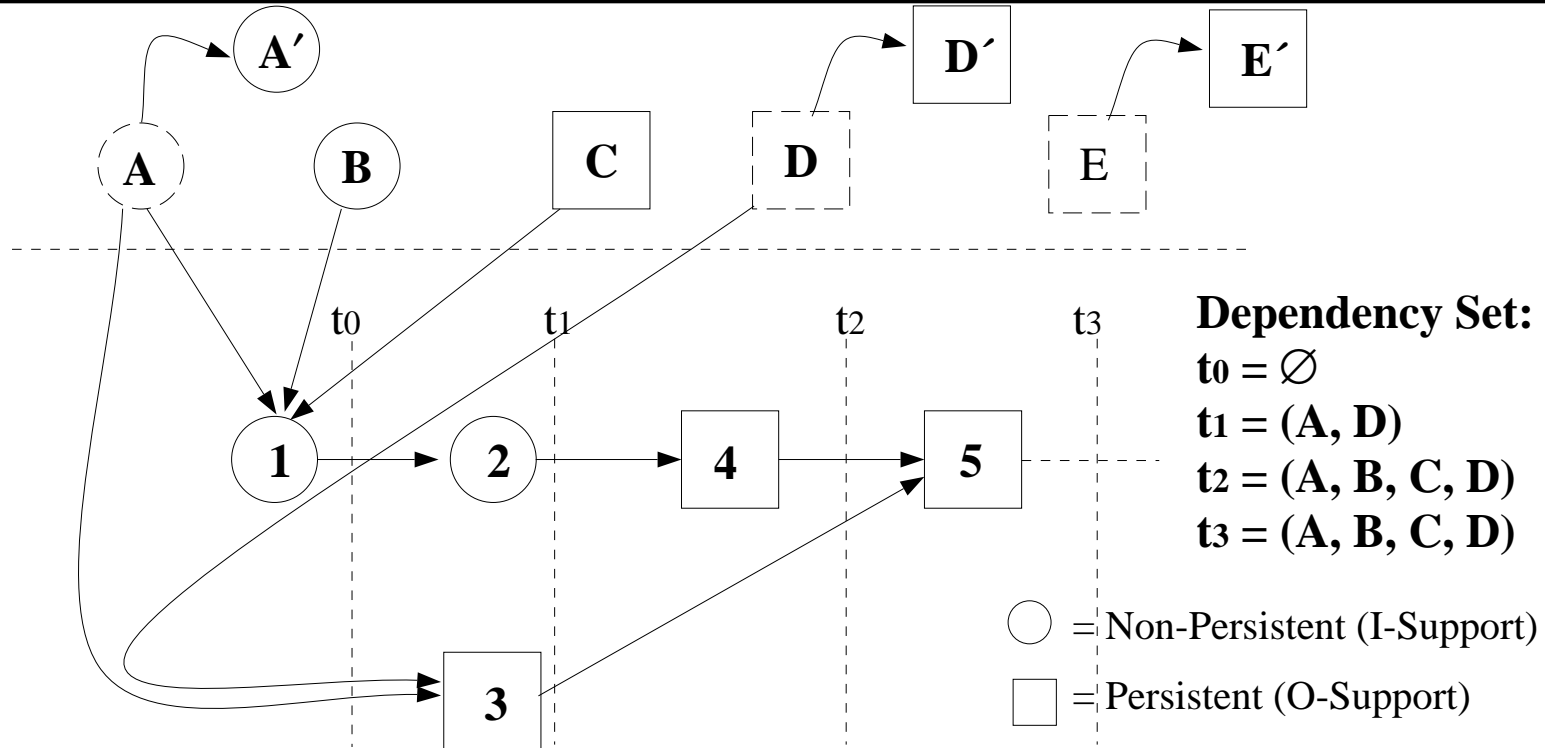 A′
D´
E´
A
B
C
D
E
t0
t1
t2
t3
Dependency Set:
t0 = ∅
t1 = (A, D)
t2 = (A, B, C, D)
t3 = (A, B, C, D)
1
2
4
5
3
= Non-Persistent (I-Support)
= Persistent (O-Support)